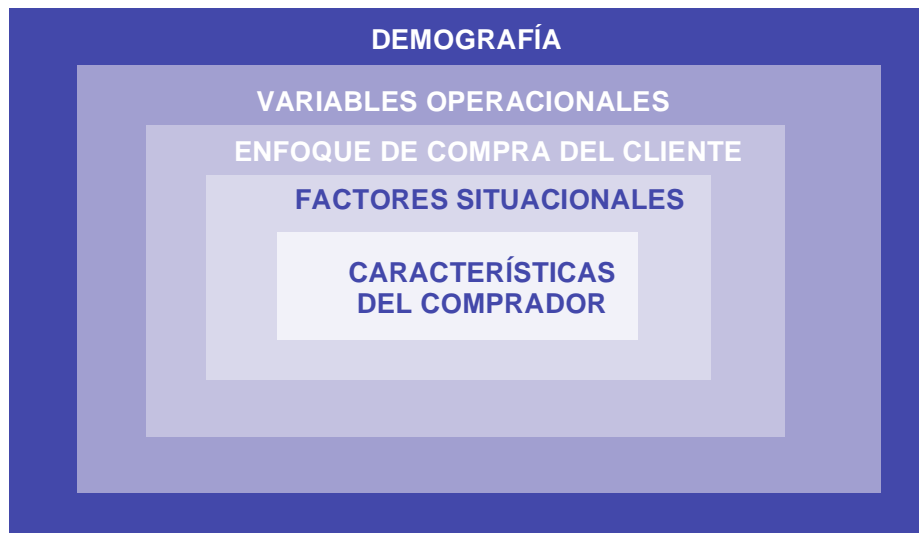 DEMOGRAFÍA
VARIABLES OPERACIONALES
ENFOQUE DE COMPRA DEL CLIENTE
FACTORES SITUACIONALES
CARACTERÍSTICAS
DEL COMPRADOR